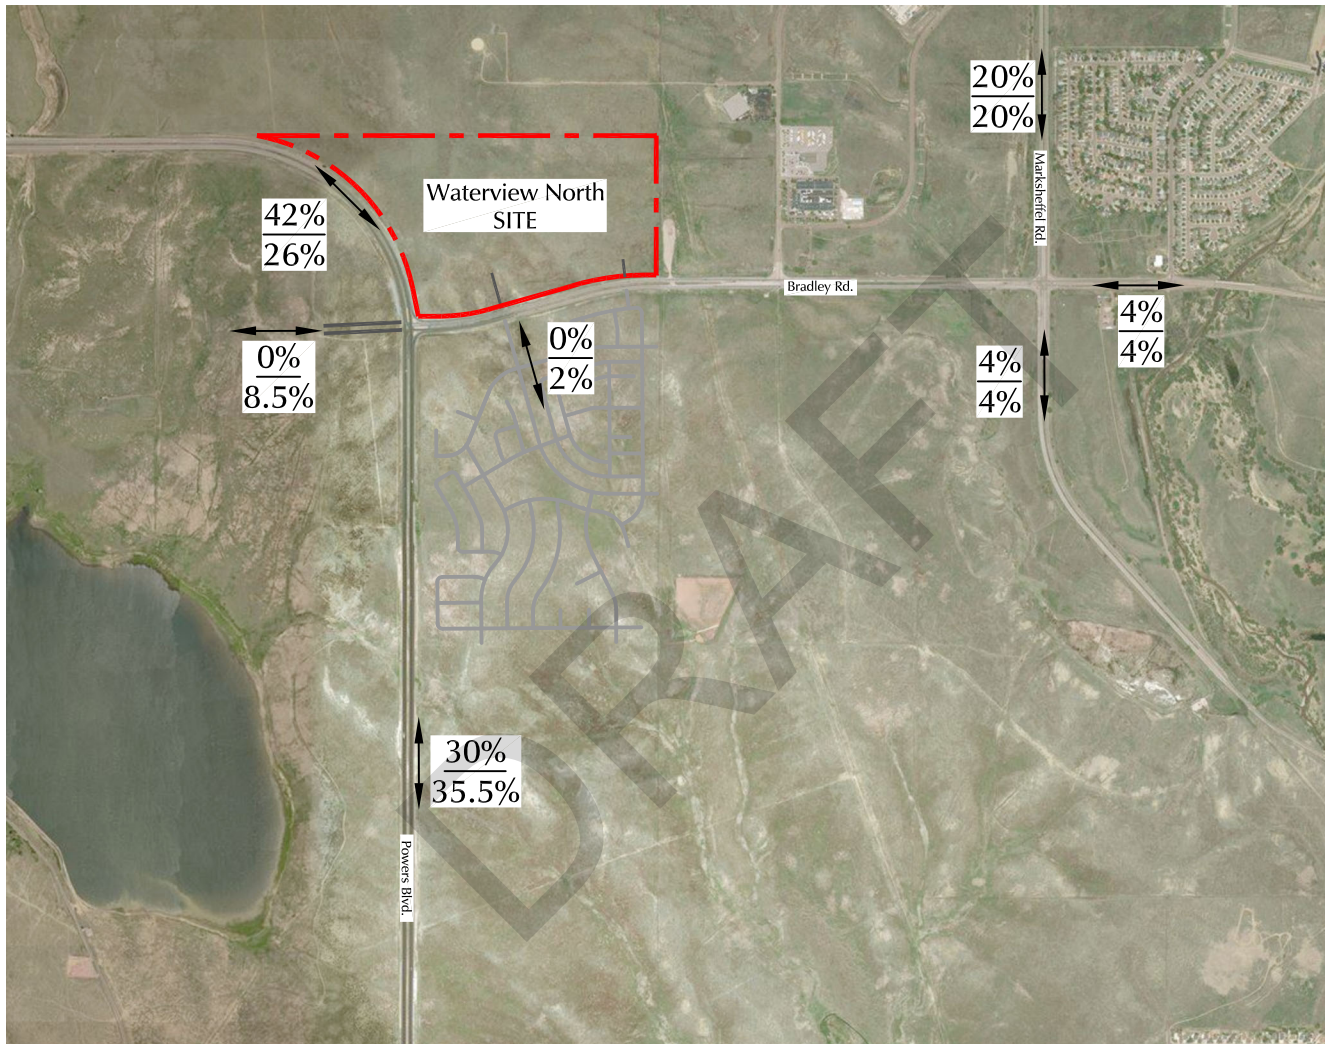 20%
20%
Marksheffel Rd.
Waterview North
SITE
42%
26%
Bradley Rd.
4%
4%
0%
8.5%
0%
2%
4%
4%
DRAFT
30%
35.5%
Powers Blvd.